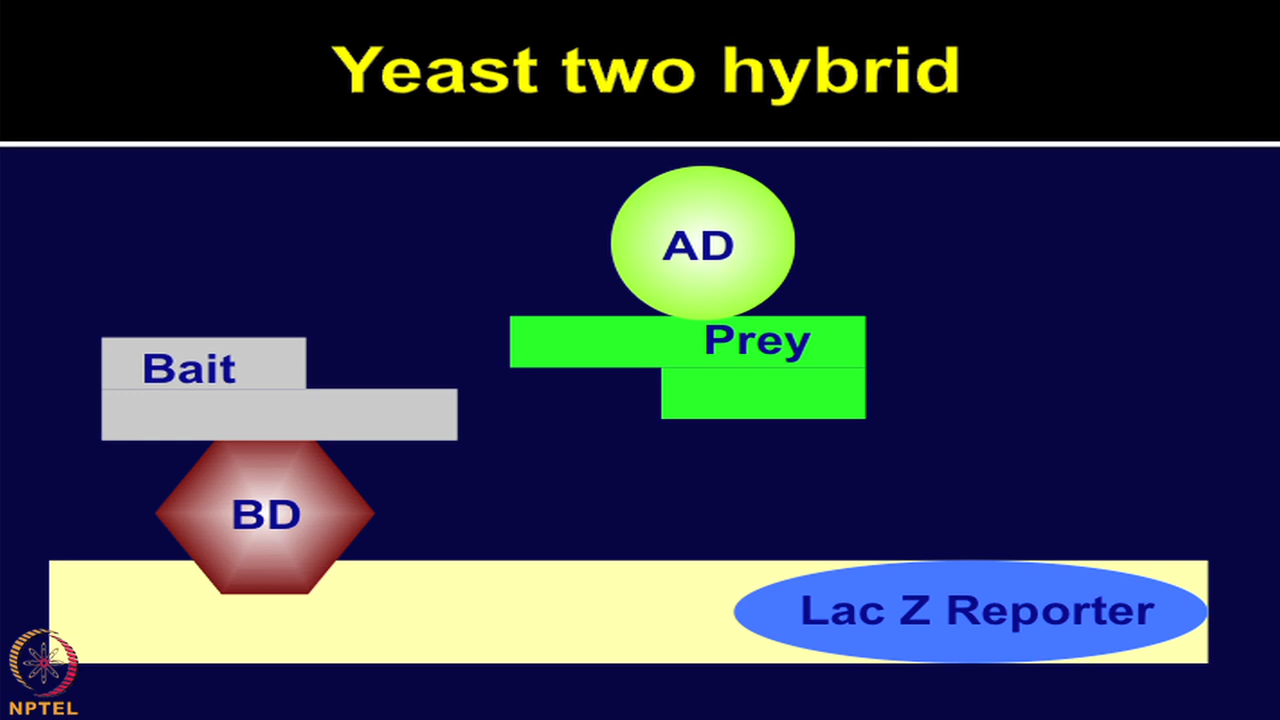 Yeast two hybrid
AD
Prey
Bait
BD
Lac Z Reporter
NPTEL